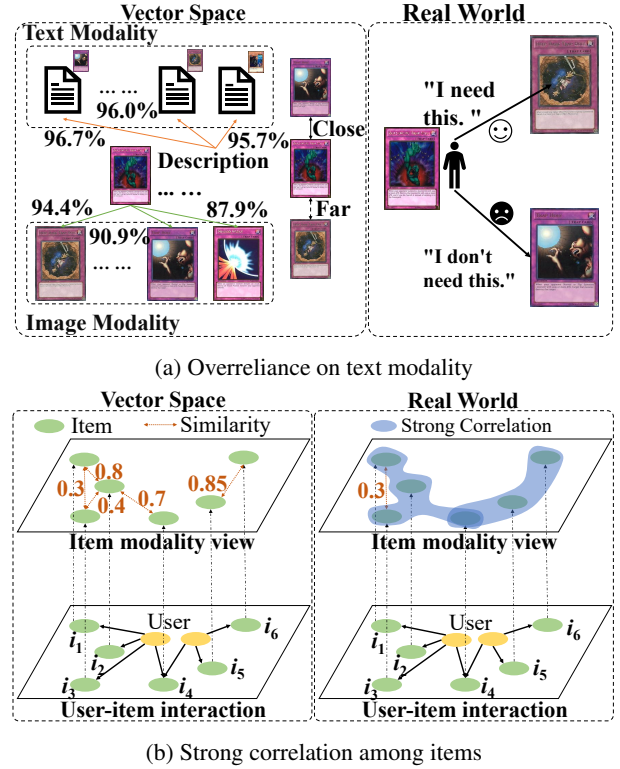 Vector Space
Real World
Text Modality
... ...
96.0%
96.7%
95.7%
Description
... ...
94.4%
87.9%
90.9%
... ...
Image Modality
Close
Far
"I need
this. "
"I don't
need this."
(a) Overreliance on text modality
Vector Space
Real World
Item
Similarity
Strong Correlation
0.8
0.3
0.4
0.7
0.85
Item modality view
0.3
Item modality view
User
i1
i2
i3
i4
i5
i6
User-item interaction
User
i1
i2
i3
i4
i5
i6
User-item interaction
(b) Strong correlation among items